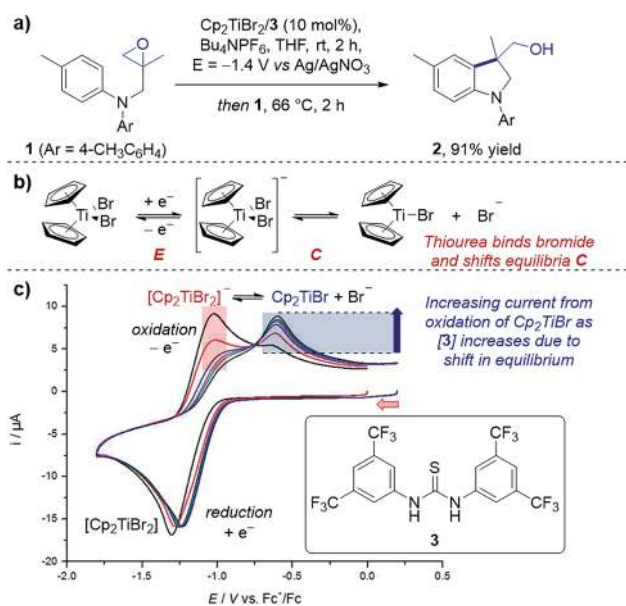 a)
Cp2TiBr2/3 (10 mol%),
Bu4NPF6, THF, rt, 2 h,
E = −1.4 V vs Ag/AgNO3
then 1, 66 °C, 2 h
O
N
Ar
1 (Ar = 4-CH3C6H4)
OH
N
Ar
2, 91% yield
b)
Ti
Br
Br
+ e−
− e−
E
Ti
Br
Br
−
C
Ti
Br
+ Br−
Thiourea binds bromide
and shifts equilibria C
c)
[Cp2TiBr2]−
Cp2TiBr + Br−
oxidation
− e−
Increasing current from
oxidation of Cp2TiBr as
[3] increases due to
shift in equilibrium
i / µA
10
5
0
-5
-10
-15
-20
[Cp2TiBr2]
reduction
+ e−
CF3
CF3
F3C
S
N
H
N
H
CF3
3
-2.0
-1.5
-1.0
-0.5
0.0
0.5
E / V vs. Fc+/Fc